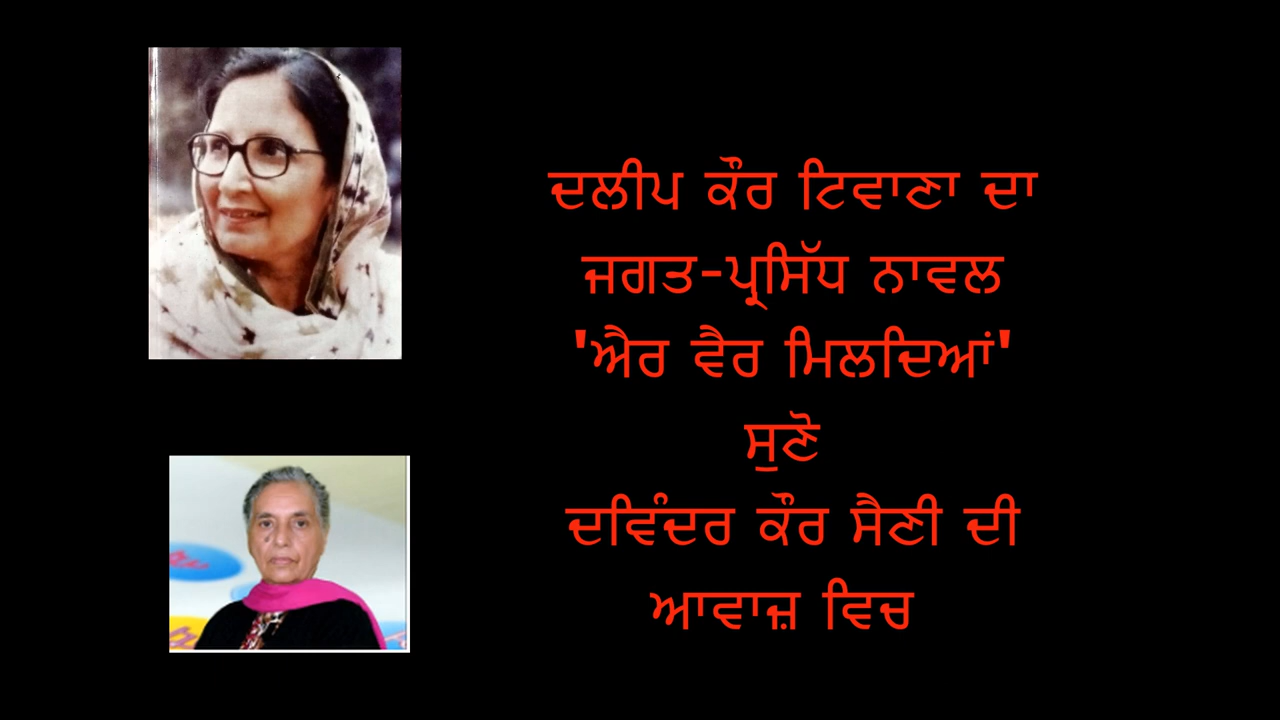 ਦਲੀਪ ਕੌਰ ਟਿਵਾਣਾ ਦਾ
ਜਗਤ-ਪ੍ਰਸਿੱਧ ਨਾਵਲ
'ਐਰ ਵੈਰ ਮਿਲਦਿਆਂ'
ਸੁਣੋ
ਦਵਿੰਦਰ ਕੌਰ ਸੈਣੀ ਦੀ
ਆਵਾਜ਼ ਵਿਚ